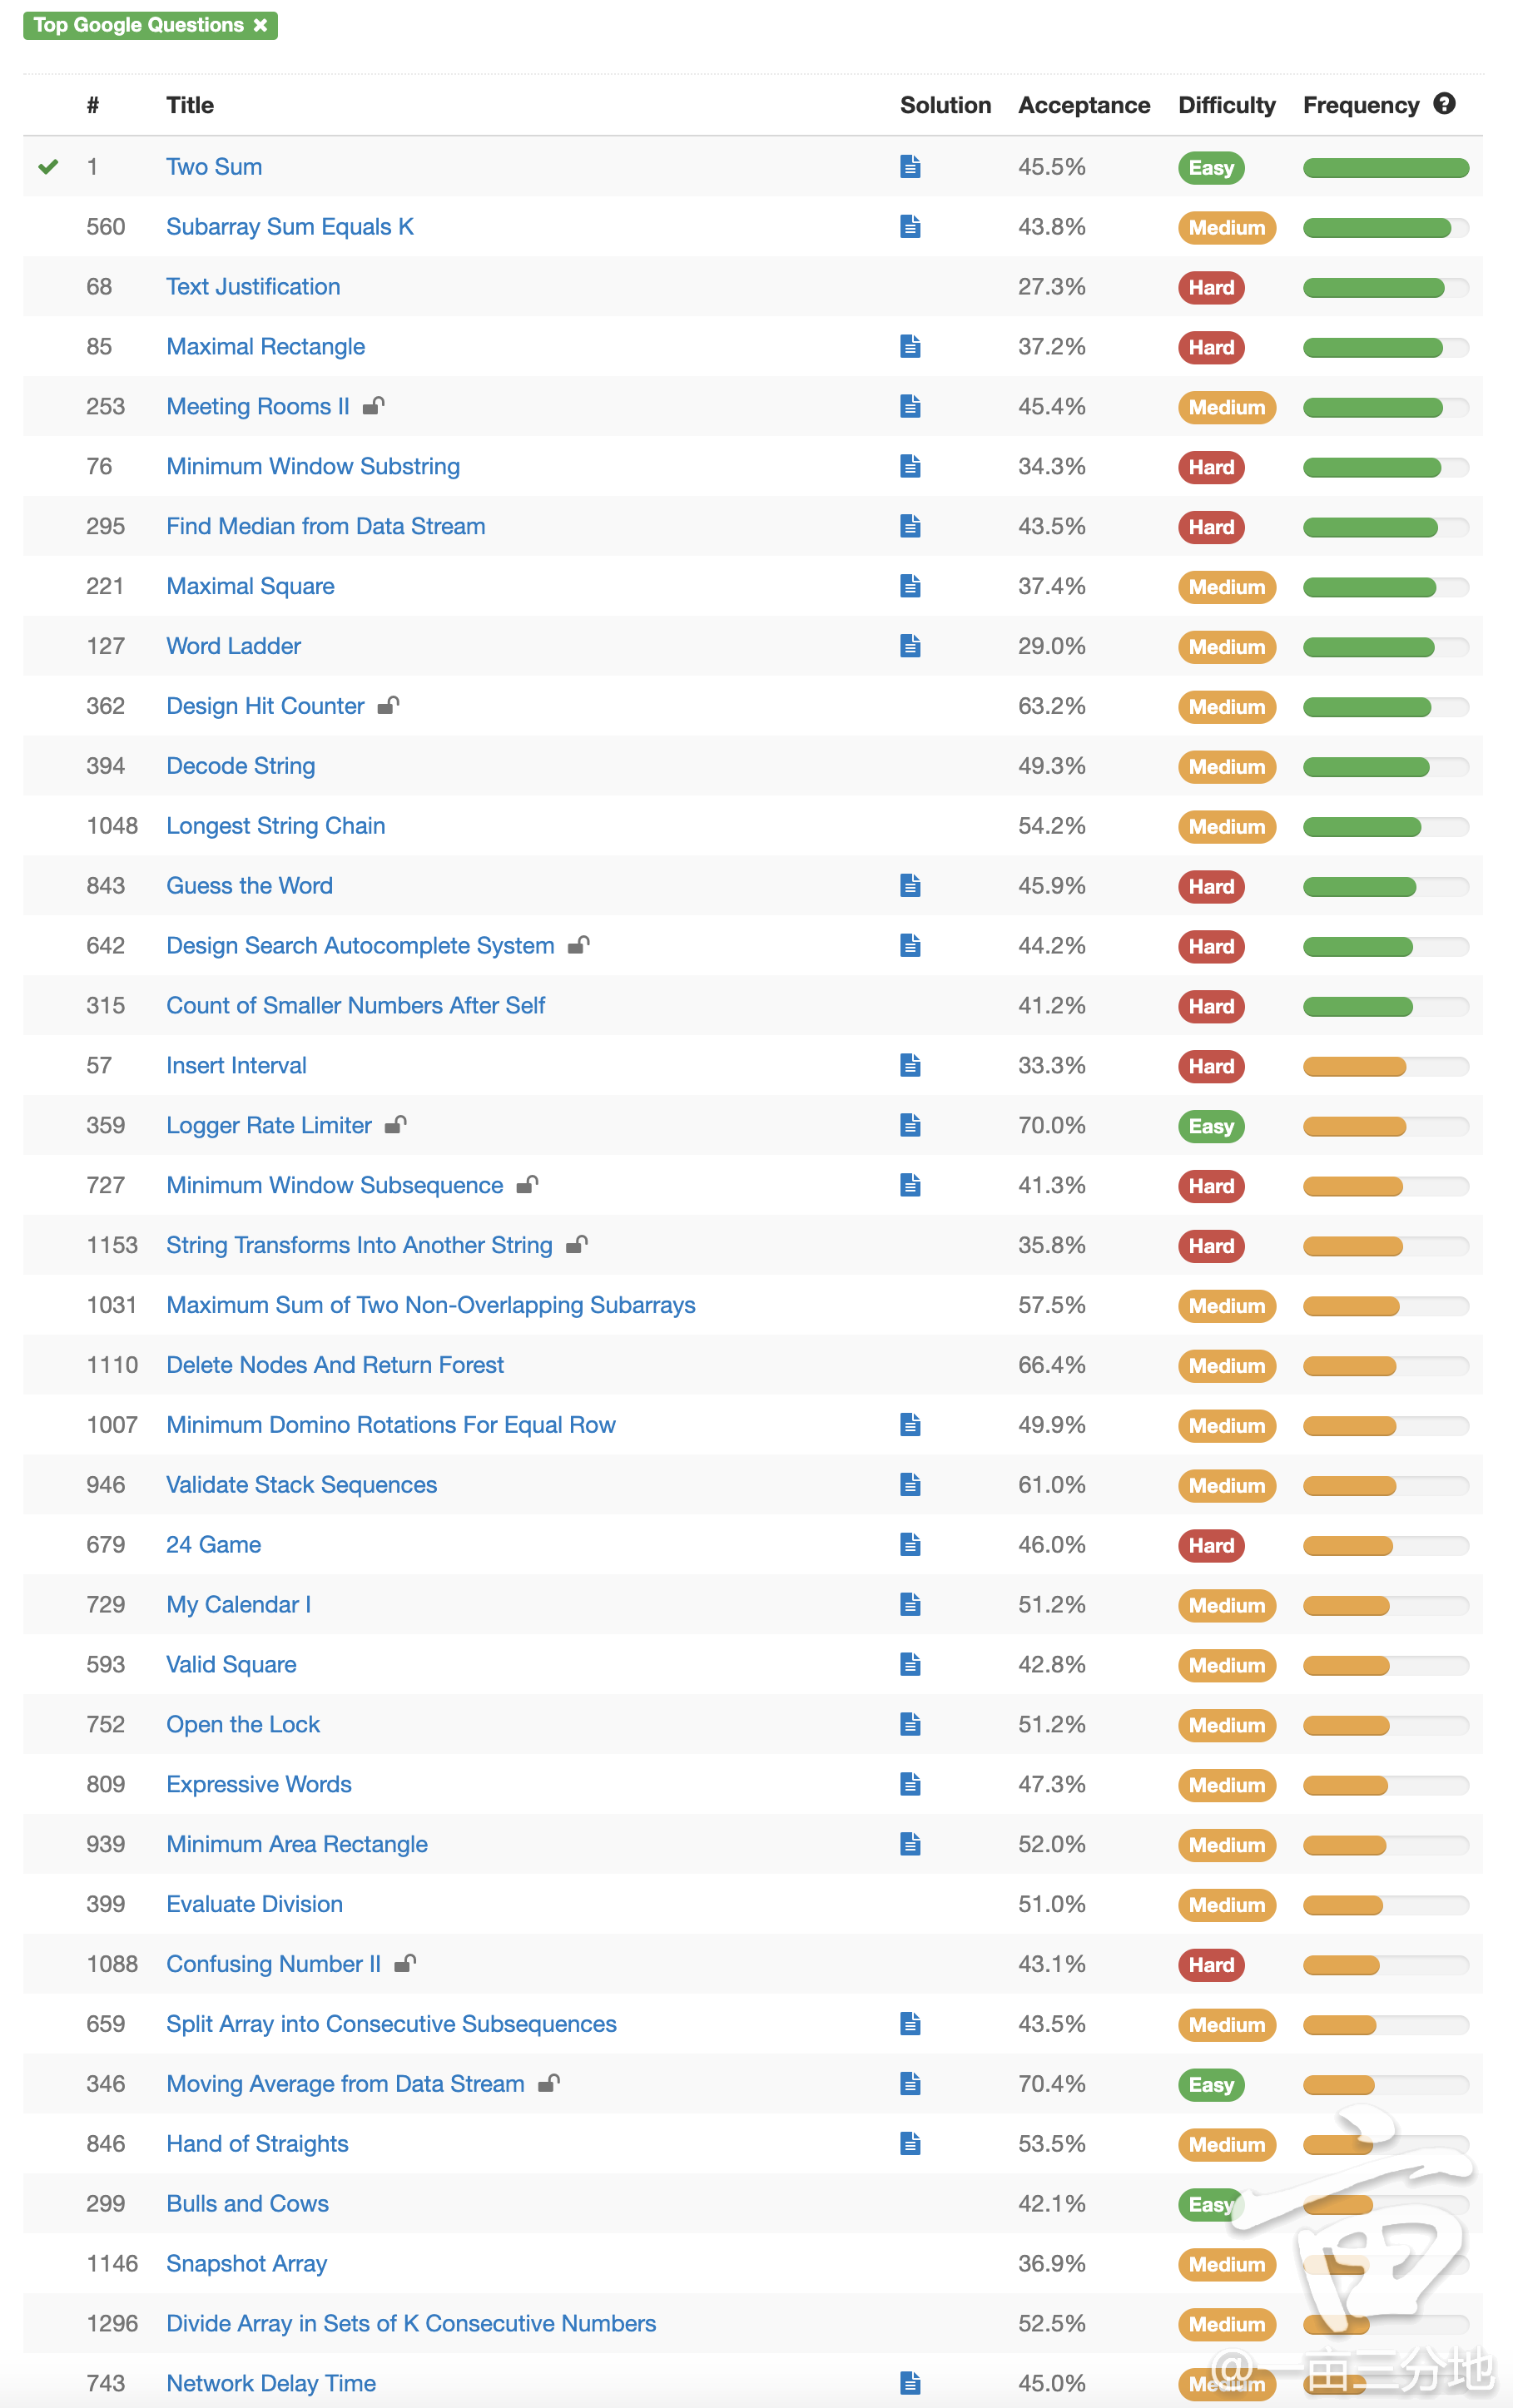 Top Google Questions ×
# Title Solution Acceptance Difficulty Frequency ?
1 Two Sum 45.5% Easy
560 Subarray Sum Equals K 43.8% Medium
68 Text Justification 27.3% Hard
85 Maximal Rectangle 37.2% Hard
253 Meeting Rooms II 45.4% Medium
76 Minimum Window Substring 34.3% Hard
295 Find Median from Data Stream 43.5% Hard
221 Maximal Square 37.4% Medium
127 Word Ladder 29.0% Medium
362 Design Hit Counter 63.2% Medium
394 Decode String 49.3% Medium
1048 Longest String Chain 54.2% Medium
843 Guess the Word 45.9% Hard
642 Design Search Autocomplete System 44.2% Hard
315 Count of Smaller Numbers After Self 41.2% Hard
57 Insert Interval 33.3% Hard
359 Logger Rate Limiter 70.0% Easy
727 Minimum Window Subsequence 41.3% Hard
1153 String Transforms Into Another String 35.8% Hard
1031 Maximum Sum of Two Non-Overlapping Subarrays 57.5% Medium
1110 Delete Nodes And Return Forest 66.4% Medium
1007 Minimum Domino Rotations For Equal Row 49.9% Medium
946 Validate Stack Sequences 61.0% Medium
679 24 Game 46.0% Hard
729 My Calendar I 51.2% Medium
593 Valid Square 42.8% Medium
752 Open the Lock 51.2% Medium
809 Expressive Words 47.3% Medium
939 Minimum Area Rectangle 52.0% Medium
399 Evaluate Division 51.0% Medium
1088 Confusing Number II 43.1% Hard
659 Split Array into Consecutive Subsequences 43.5% Medium
346 Moving Average from Data Stream 70.4% Easy
846 Hand of Straights 53.5% Medium
299 Bulls and Cows 42.1% Easy
1146 Snapshot Array 36.9% Medium
1296 Divide Array in Sets of K Consecutive Numbers 52.5% Medium
743 Network Delay Time 45.0% Medium
@一亩三分地